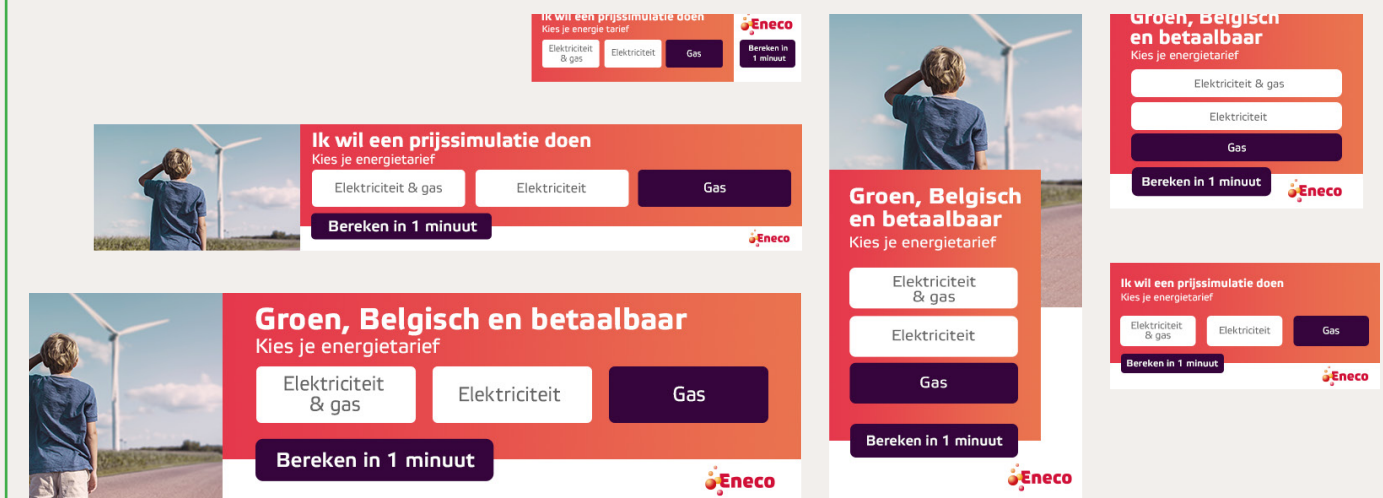 Ik wil een prijssimulatie doen
Kies je energie tarief
Elektriciteit
& gas
Elektriciteit
Gas
Eneco
Bereken in
1 minuut
Ik wil een prijssimulatie doen
Kies je energietarief
Elektriciteit & gas
Elektriciteit
Gas
Bereken in 1 minuut
Eneco
Groen, Belgisch en betaalbaar
Kies je energietarief
Elektriciteit
& gas
Elektriciteit
Gas
Bereken in 1 minuut
Eneco
Groen, Belgisch
en betaalbaar
Kies je energietarief
Elektriciteit
& gas
Elektriciteit
Gas
Bereken in 1 minuut
Eneco
Groen, Belgisch
en betaalbaar
Kies je energietarief
Elektriciteit & gas
Elektriciteit
Gas
Bereken in 1 minuut
Eneco
Ik wil een prijssimulatie doen
Kies je energietarief
Elektriciteit
& gas
Elektriciteit
Gas
Bereken in 1 minuut
Eneco